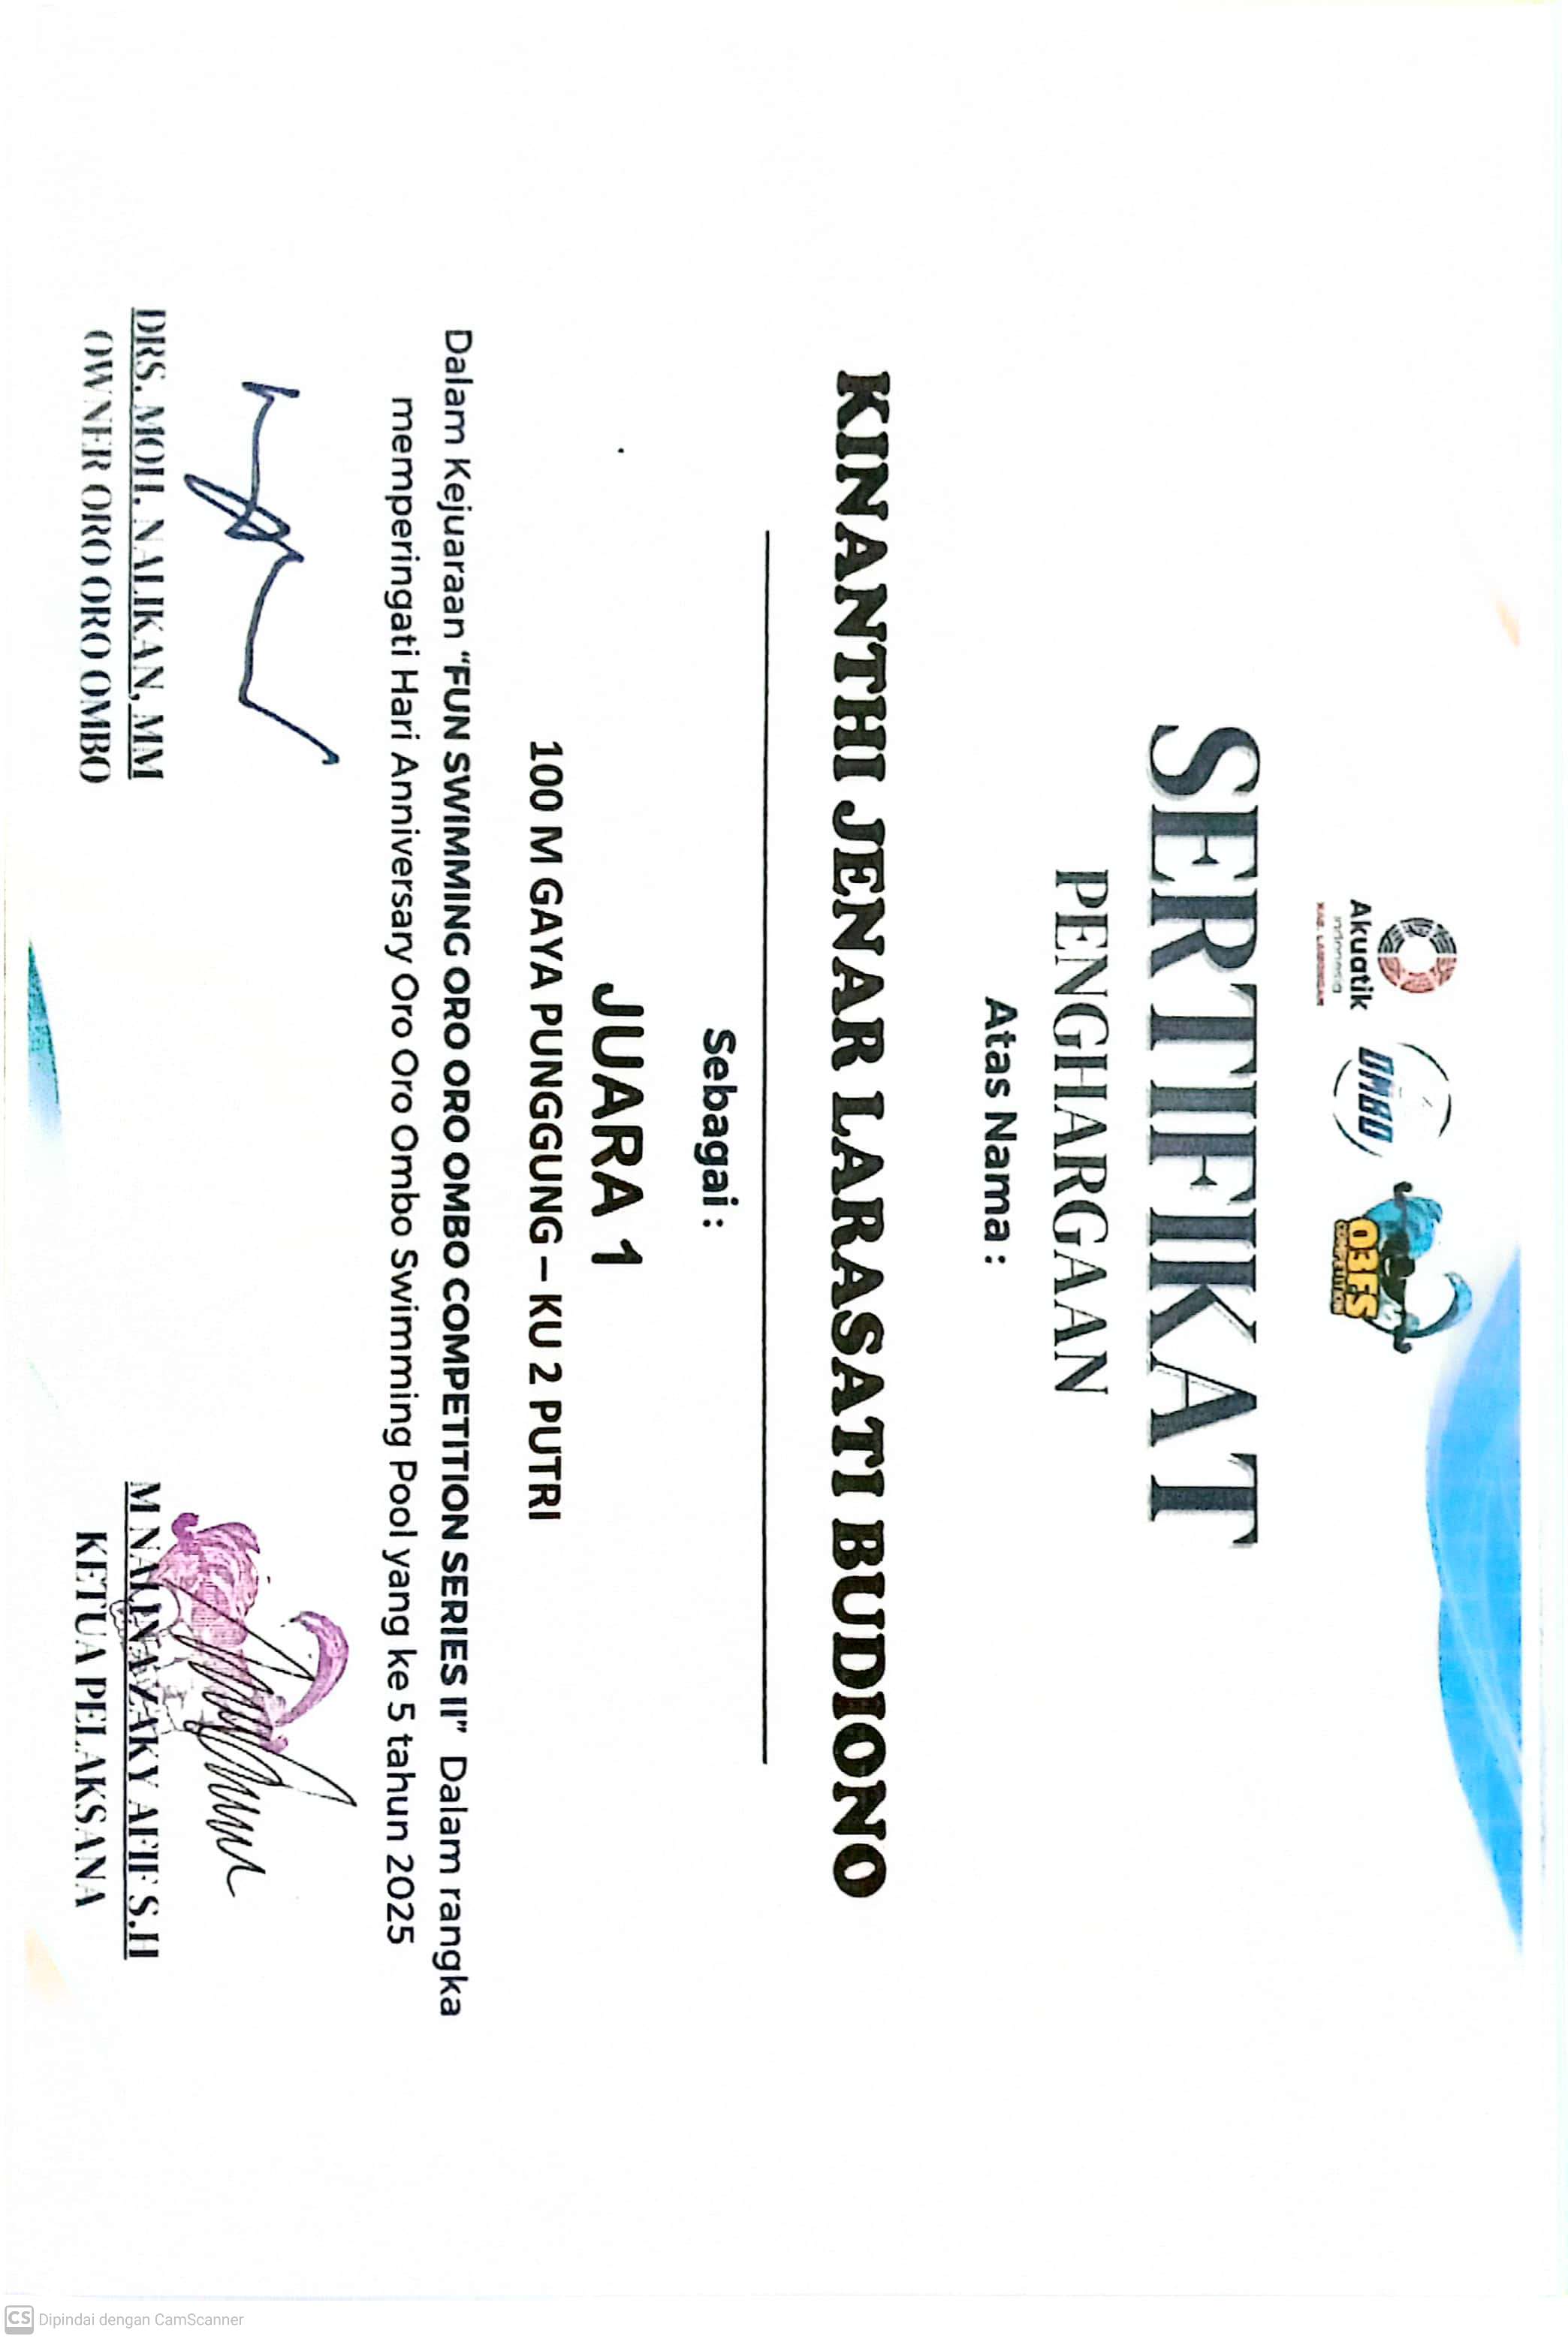 Akuatik
Indonesia
KAB. LAMONGAN
OMBO
O3FS
COMPETITION
SERTIFIKAT
PENGHARGAAN
Atas Nama :
KINANTHI JENAR LARASATI BUDIONO
Sebagai :
JUARA 1
100 M GAYA PUNGGUNG – KU 2 PUTRI
Dalam Kejuaraan “FUN SWIMMING ORO ORO OMBO COMPETITION SERIES II” Dalam rangka
memperingati Hari Anniversary Oro Oro Ombo Swimming Pool yang ke 5 tahun 2025
DRS. MOH. NALIKAN, MM
OWNER ORO ORO OMBO
M ZAKY AFIF S.H
KETUA PELAKSANA
CS Dipindai dengan CamScanner